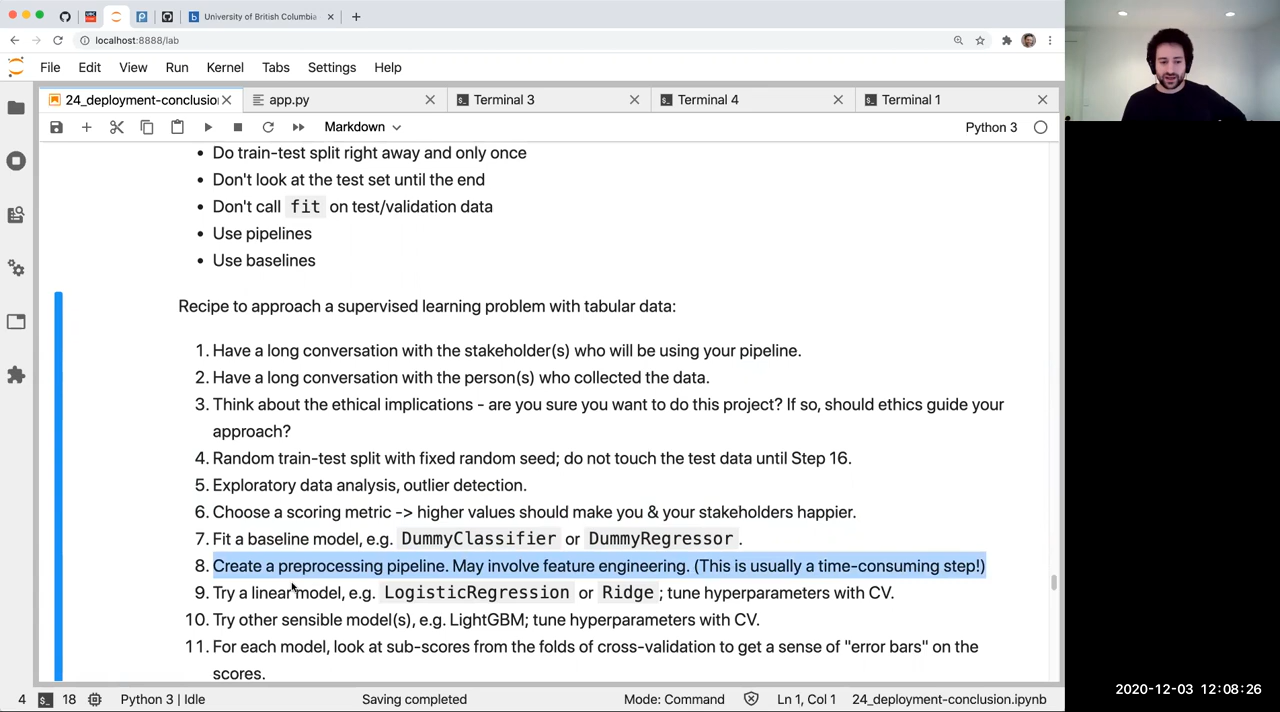 University of British Columbia
localhost:8888/lab
File Edit View Run Kernel Tabs Settings Help
24_deployment-conclusio
app.py
Terminal 3
Terminal 4
Terminal 1
Markdown
Python 3
• Do train-test split right away and only once
• Don't look at the test set until the end
• Don't call fit on test/validation data
• Use pipelines
• Use baselines
Recipe to approach a supervised learning problem with tabular data:
1. Have a long conversation with the stakeholder(s) who will be using your pipeline.
2. Have a long conversation with the person(s) who collected the data.
3. Think about the ethical implications - are you sure you want to do this project? If so, should ethics guide your
approach?
4. Random train-test split with fixed random seed; do not touch the test data until Step 16.
5. Exploratory data analysis, outlier detection.
6. Choose a scoring metric -> higher values should make you & your stakeholders happier.
7. Fit a baseline model, e.g. DummyClassifier or DummyRegressor.
8. Create a preprocessing pipeline. May involve feature engineering. (This is usually a time-consuming step!)
9. Try a linear model, e.g. LogisticRegression or Ridge; tune hyperparameters with CV.
10. Try other sensible model(s), e.g. LightGBM; tune hyperparameters with CV.
11. For each model, look at sub-scores from the folds of cross-validation to get a sense of "error bars" on the
scores.
4 18 Python 3 | Idle Saving completed Mode: Command Ln 1, Col 1 24_deployment-conclusion.ipynb
2020-12-03 12:08:26